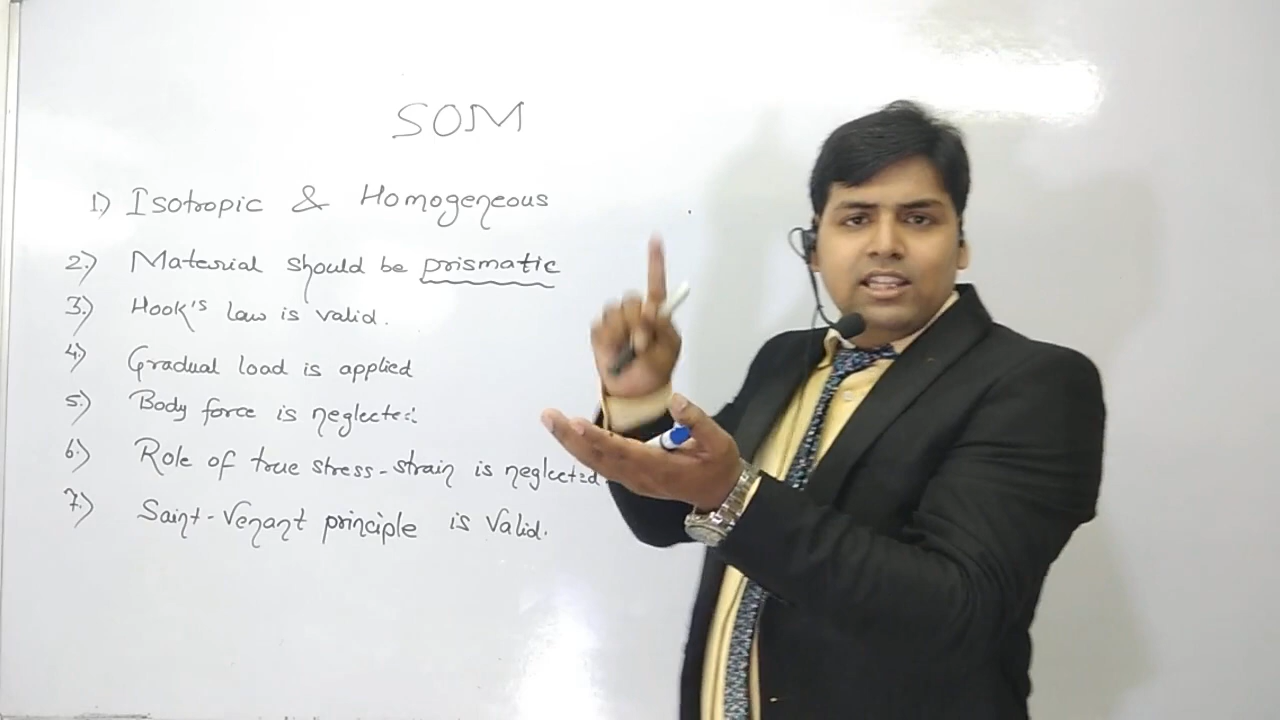 SOM
1) Isotropic & Homogeneous
2.) Material should be prismatic
3.) Hook's law is valid.
4.) Gradual load is applied
5.) Body force is neglected.
6.) Role of true stress-strain is neglected.
7.) Saint-Venant principle is valid.